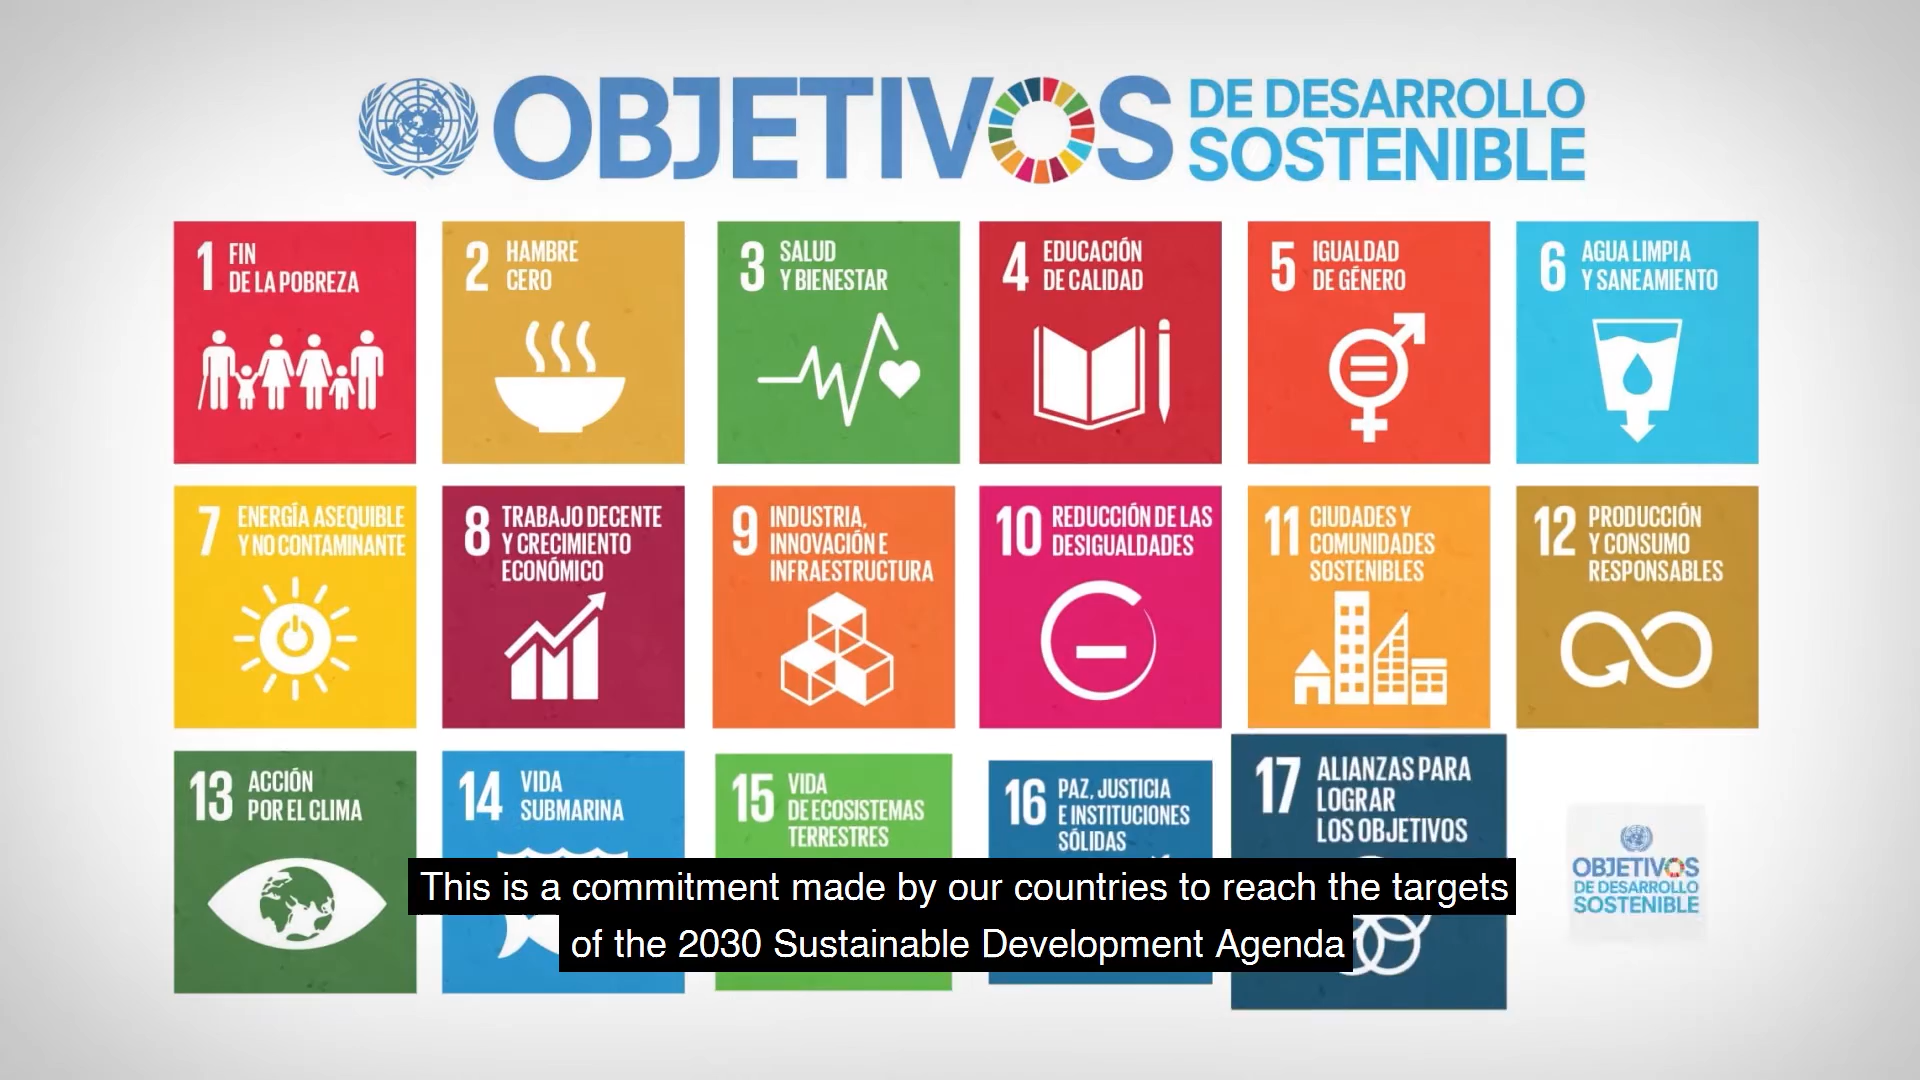 OBJETIVOS
DE DESARROLLO
SOSTENIBLE
1 FIN
DE LA POBREZA
2 HAMBRE
CERO
3 SALUD
Y BIENESTAR
4 EDUCACIÓN
DE CALIDAD
5 IGUALDAD
DE GÉNERO
6 AGUA LIMPIA
Y SANEAMIENTO
7 ENERGÍA ASEQUIBLE
Y NO CONTAMINANTE
8 TRABAJO DECENTE
Y CRECIMIENTO
ECONÓMICO
9 INDUSTRIA,
INNOVACIÓN E
INFRAESTRUCTURA
10 REDUCCIÓN DE LAS
DESIGUALDADES
11 CIUDADES Y
COMUNIDADES
SOSTENIBLES
12 PRODUCCIÓN
Y CONSUMO
RESPONSABLES
13 ACCIÓN
POR EL CLIMA
14 VIDA
SUBMARINA
15 VIDA
DE ECOSISTEMAS
TERRESTRES
16 PAZ, JUSTICIA
E INSTITUCIONES
SÓLIDAS
17 ALIANZAS PARA
LOGRAR
LOS OBJETIVOS
OBJETIVOS
DE DESARROLLO
SOSTENIBLE
This is a commitment made by our countries to reach the targets
of the 2030 Sustainable Development Agenda